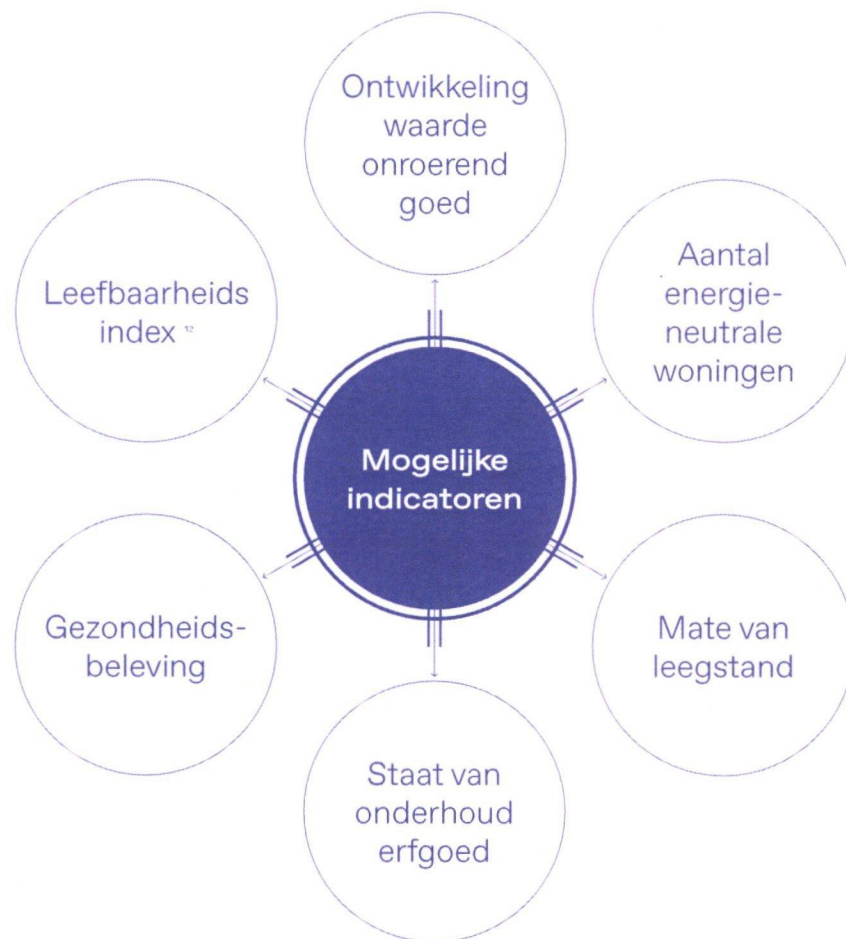 Ontwikkeling
waarde
onroerend
goed
Aantal
energie-
neutrale
woningen
Leefbaarheids
index 12
Mogelijke
indicatoren
Gezondheids-
beleving
Mate van
leegstand
Staat van
onderhoud
erfgoed